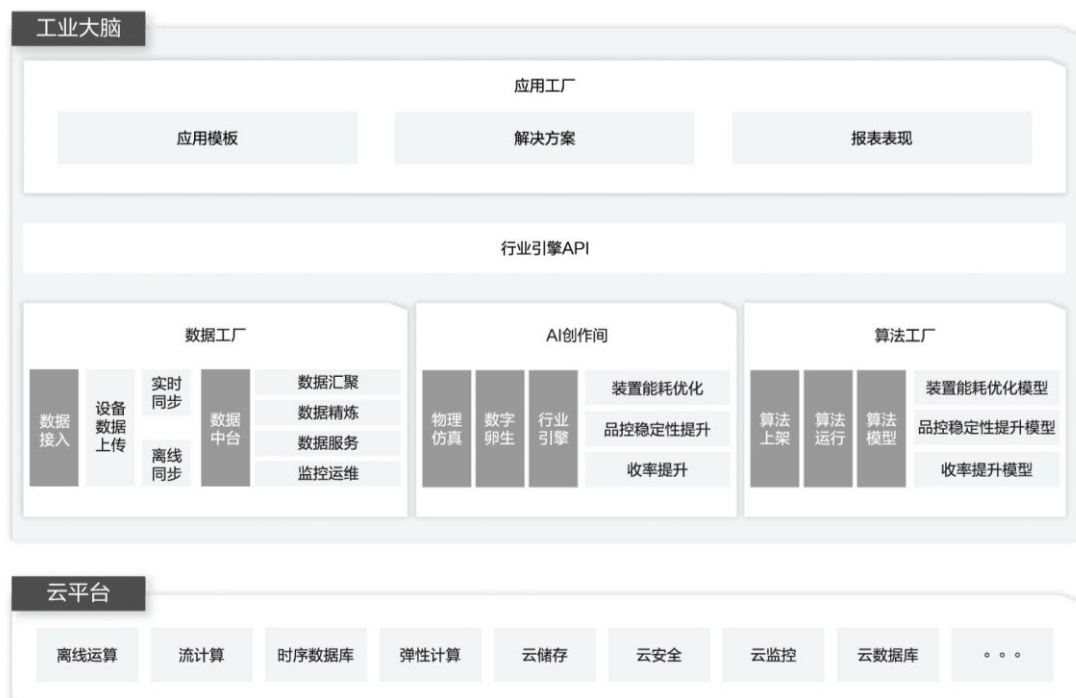 工业大脑
应用工厂
应用模板
解决方案
报表表现
行业引擎API
数据工厂
数据
接入
设备
数据
上传
实时
同步
离线
同步
数据
中台
数据汇聚
数据精炼
数据服务
监控运维
AI创作间
物理
仿真
数字
卵生
行业
引擎
装置能耗优化
品控稳定性提升
收率提升
算法工厂
算法
上架
算法
运行
算法
模型
装置能耗优化模型
品控稳定性提升模型
收率提升模型
云平台
离线运算
流计算
时序数据库
弹性计算
云储存
云安全
云监控
云数据库
。。。